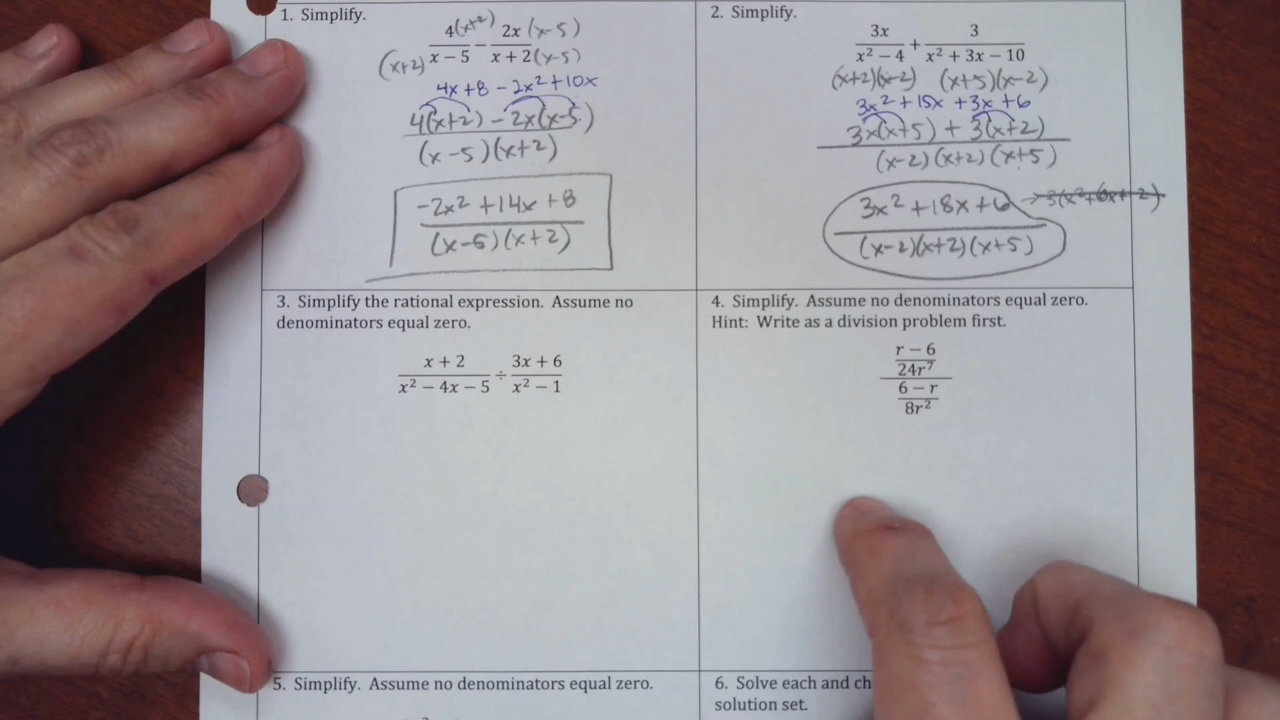 1. Simplify.
4(x+2)/(x+2) x − 5 − 2x(x−5)/x + 2(x−5)
4x+8 − 2x²+10x
4(x+2) − 2x(x−5)
(x−5)(x+2)
−2x² +14x +8
(x−5)(x+2)
2. Simplify.
3x/x² − 4 + 3/x² + 3x − 10
(x+2)(x−2) (x+5)(x−2)
3x² +15x +3x +6
3x(x+5) + 3(x+2)
(x−2)(x+2)(x+5)
3x² +18x+6 → 3(x²+6x+2)
(x−2)(x+2)(x+5)
3. Simplify the rational expression. Assume no
denominators equal zero.
x + 2/x² − 4x − 5 ÷ 3x + 6/x² − 1
4. Simplify. Assume no denominators equal zero.
Hint: Write as a division problem first.
r − 6
24r⁷
6 − r
8r²
5. Simplify. Assume no denominators equal zero.
6. Solve each and ch
solution set.